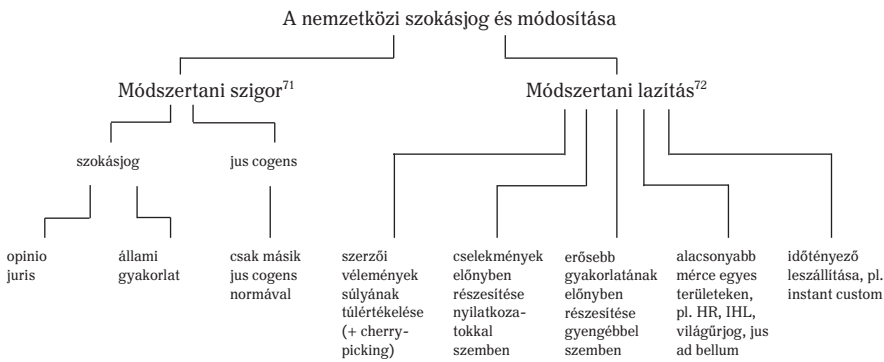 A nemzetközi szokásjog és módosítása
Módszertani szigor71
Módszertani lazítás72
szokásjog
jus cogens
opinio
juris
állami
gyakorlat
csak másik
jus cogens
normával
szerzői
vélemények
súlyának
túlértékelése
(+ cherry-
picking)
cselekmények
előnyben
részesítése
nyilatkoza-
tokkal
szemben
erősebb
gyakorlatának
előnyben
részesítése
gyengébbel
szemben
alacsonyabb
mérce egyes
területeken,
pl. HR, IHL,
világűrjog, jus
ad bellum
időtényező
leszállítása, pl.
instant custom